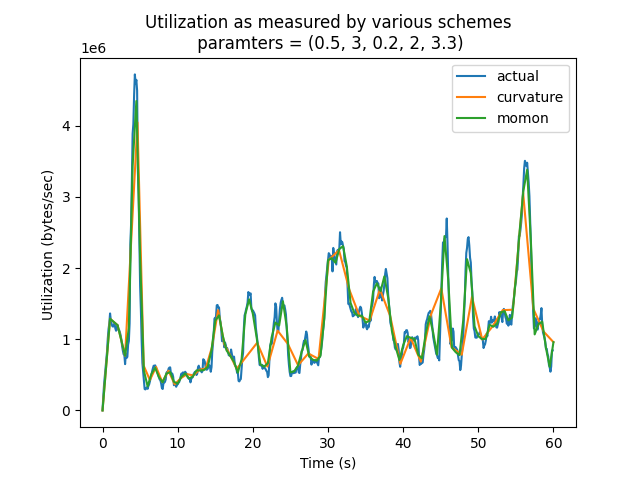 Utilization as measured by various schemes
paramters = (0.5, 3, 0.2, 2, 3.3)
1e6
actual
curvature
momon
4
3
2
1
0
Utilization (bytes/sec)
0 10 20 30 40 50 60
Time (s)